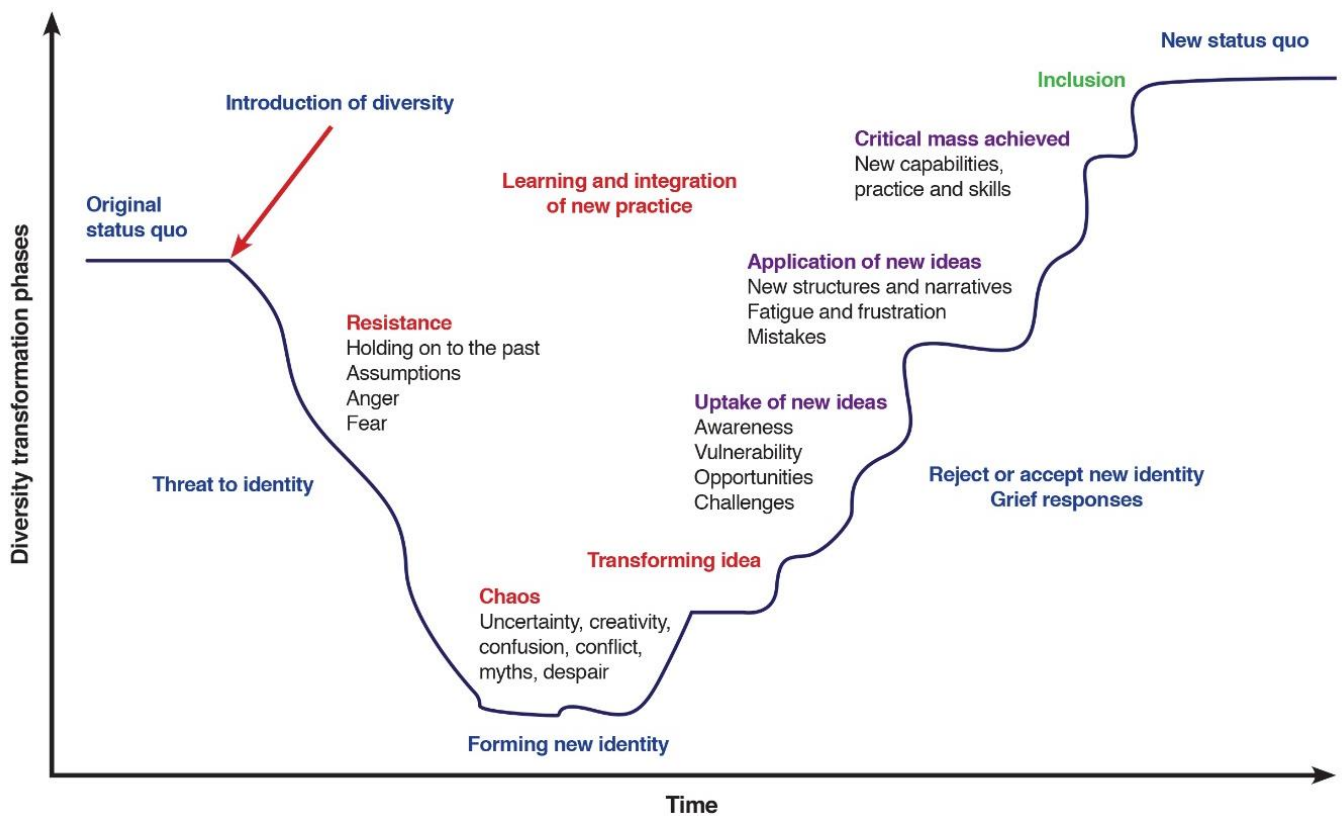 New status quo
Inclusion
Introduction of diversity
Critical mass achieved
New capabilities,
practice and skills
Learning and integration
of new practice
Original
status quo
Application of new ideas
New structures and narratives
Fatigue and frustration
Mistakes
Resistance
Holding on to the past
Assumptions
Anger
Fear
Uptake of new ideas
Awareness
Vulnerability
Opportunities
Challenges
Threat to identity
Reject or accept new identity
Grief responses
Transforming idea
Chaos
Uncertainty, creativity,
confusion, conflict,
myths, despair
Forming new identity
Diversity transformation phases
Time